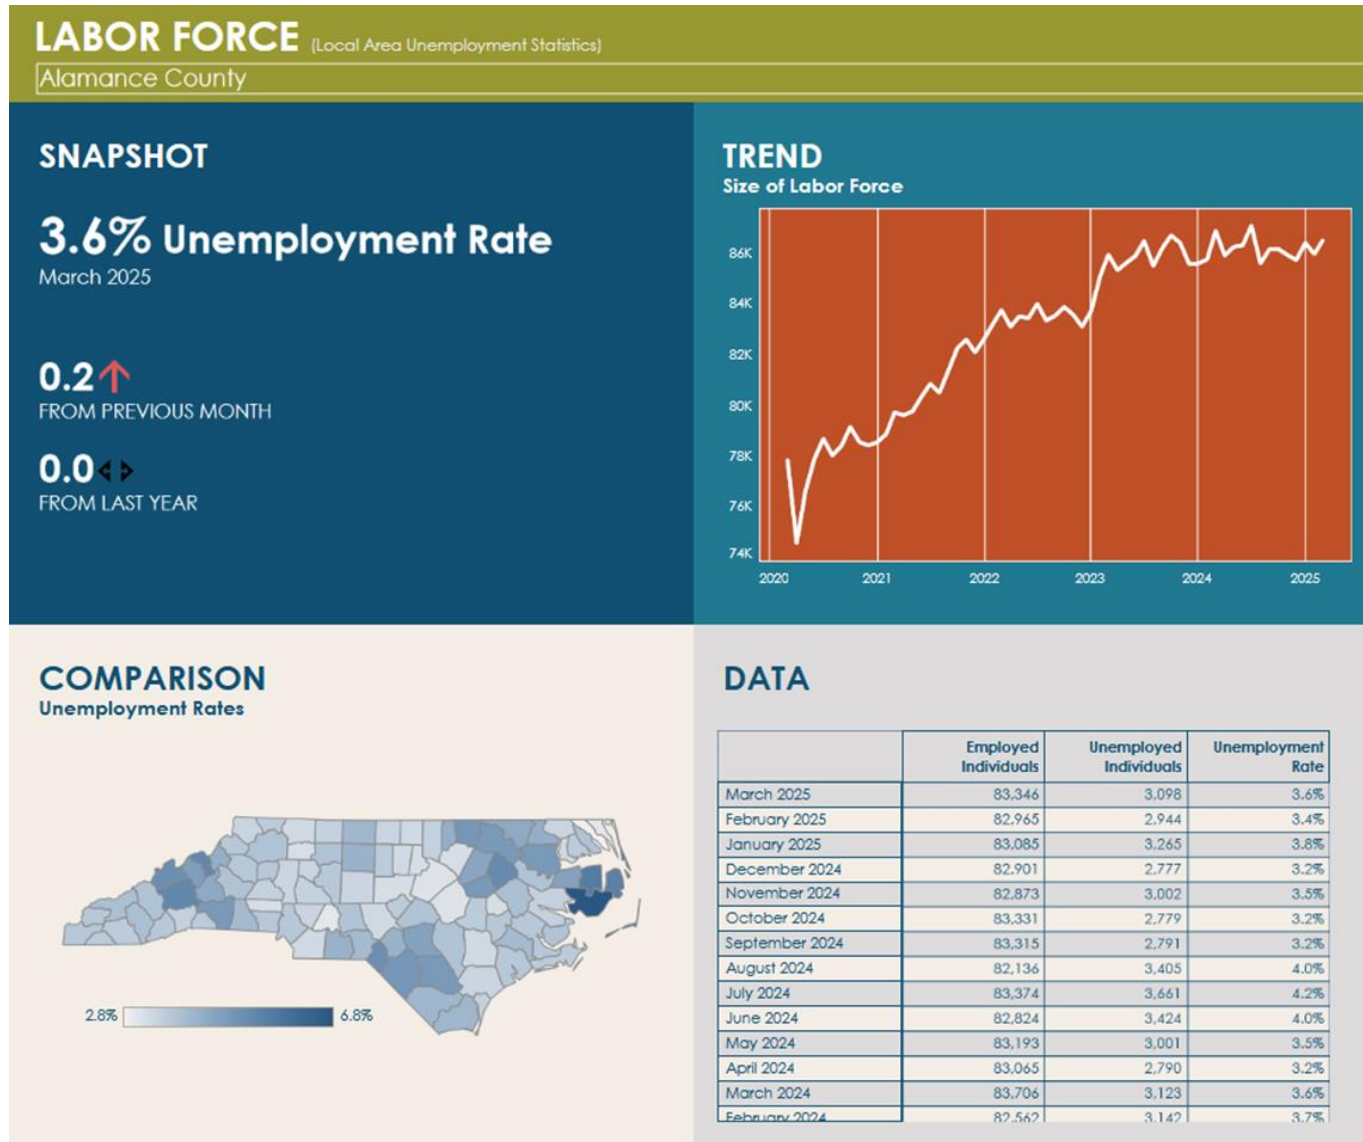 LABOR FORCE (Local Area Unemployment Statistics)
Alamance County
SNAPSHOT
3.6% Unemployment Rate
March 2025
0.2
FROM PREVIOUS MONTH
0.0
FROM LAST YEAR
TREND
Size of Labor Force
86K
84K
82K
80K
78K
76K
74K
2020 2021 2022 2023 2024 2025
COMPARISON
Unemployment Rates
2.8% 6.8%
DATA
Employed Individuals Unemployed Individuals Unemployment Rate
March 2025 83,346 3,098 3.6%
February 2025 82,965 2,944 3.4%
January 2025 83,085 3,265 3.8%
December 2024 82,901 2,777 3.2%
November 2024 82,873 3,002 3.5%
October 2024 83,331 2,779 3.2%
September 2024 83,315 2,791 3.2%
August 2024 82,136 3,405 4.0%
July 2024 83,374 3,661 4.2%
June 2024 82,824 3,424 4.0%
May 2024 83,193 3,001 3.5%
April 2024 83,065 2,790 3.2%
March 2024 83,706 3,123 3.6%
February 2024 82,562 3,142 3.7%